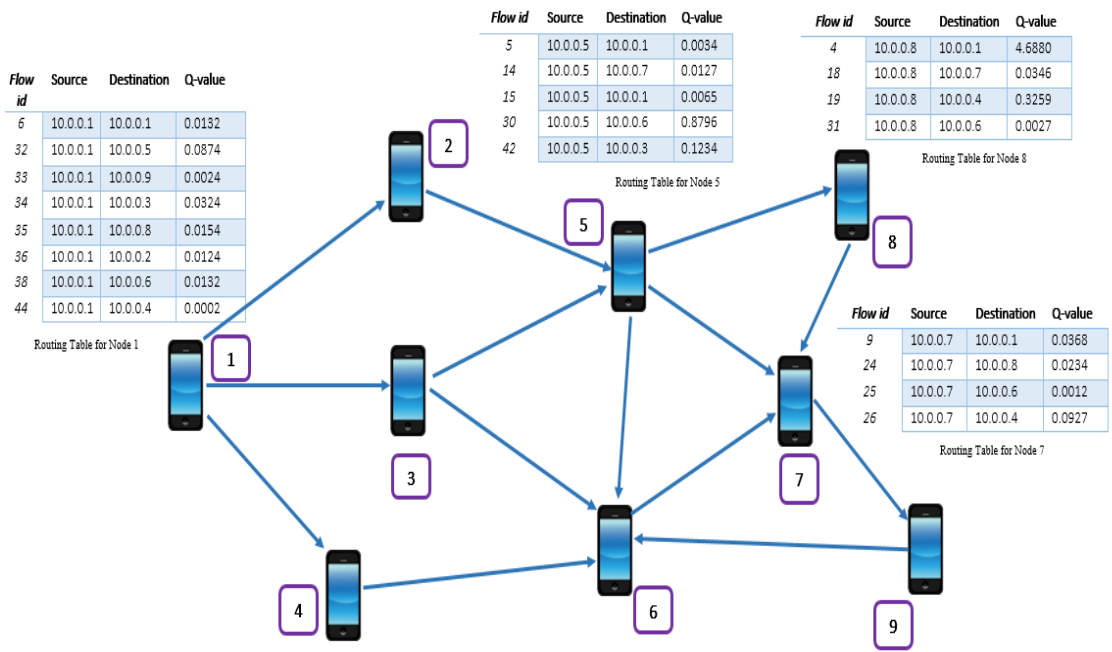 Flow id Source Destination Q-value
5 10.0.0.5 10.0.0.1 0.0034
14 10.0.0.5 10.0.0.7 0.0127
15 10.0.0.5 10.0.0.1 0.0065
30 10.0.0.5 10.0.0.6 0.8796
42 10.0.0.5 10.0.0.3 0.1234
Routing Table for Node 5
Flow id Source Destination Q-value
4 10.0.0.8 10.0.0.1 4.6880
18 10.0.0.8 10.0.0.7 0.0346
19 10.0.0.8 10.0.0.4 0.3259
31 10.0.0.8 10.0.0.6 0.0027
Routing Table for Node 8
Flow Source Destination Q-value
id
6 10.0.0.1 10.0.0.1 0.0132
32 10.0.0.1 10.0.0.5 0.0874
33 10.0.0.1 10.0.0.9 0.0024
34 10.0.0.1 10.0.0.3 0.0324
35 10.0.0.1 10.0.0.8 0.0154
36 10.0.0.1 10.0.0.2 0.0124
38 10.0.0.1 10.0.0.6 0.0132
44 10.0.0.1 10.0.0.4 0.0002
Routing Table for Node 1
2
5
8
1
Flow id Source Destination Q-value
9 10.0.0.7 10.0.0.1 0.0368
24 10.0.0.7 10.0.0.8 0.0234
25 10.0.0.7 10.0.0.6 0.0012
26 10.0.0.7 10.0.0.4 0.0927
Routing Table for Node 7
3
7
4
6
9